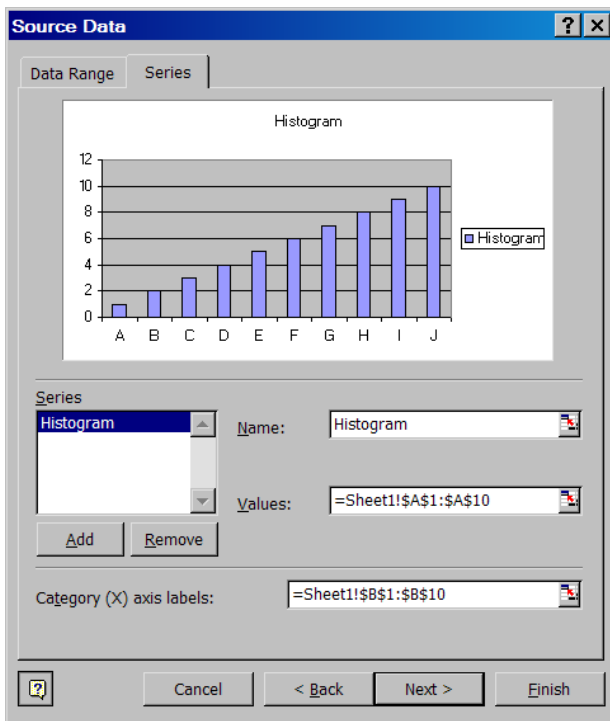 Source Data
Data Range Series
Histogram
12
10
8
6
4
2
0
A B C D E F G H I J
Histogram
Series
Histogram
Name: Histogram
Values: =Sheet1!$A$1:$A$10
Add Remove
Category (X) axis labels: =Sheet1!$B$1:$B$10
Cancel < Back Next > Finish